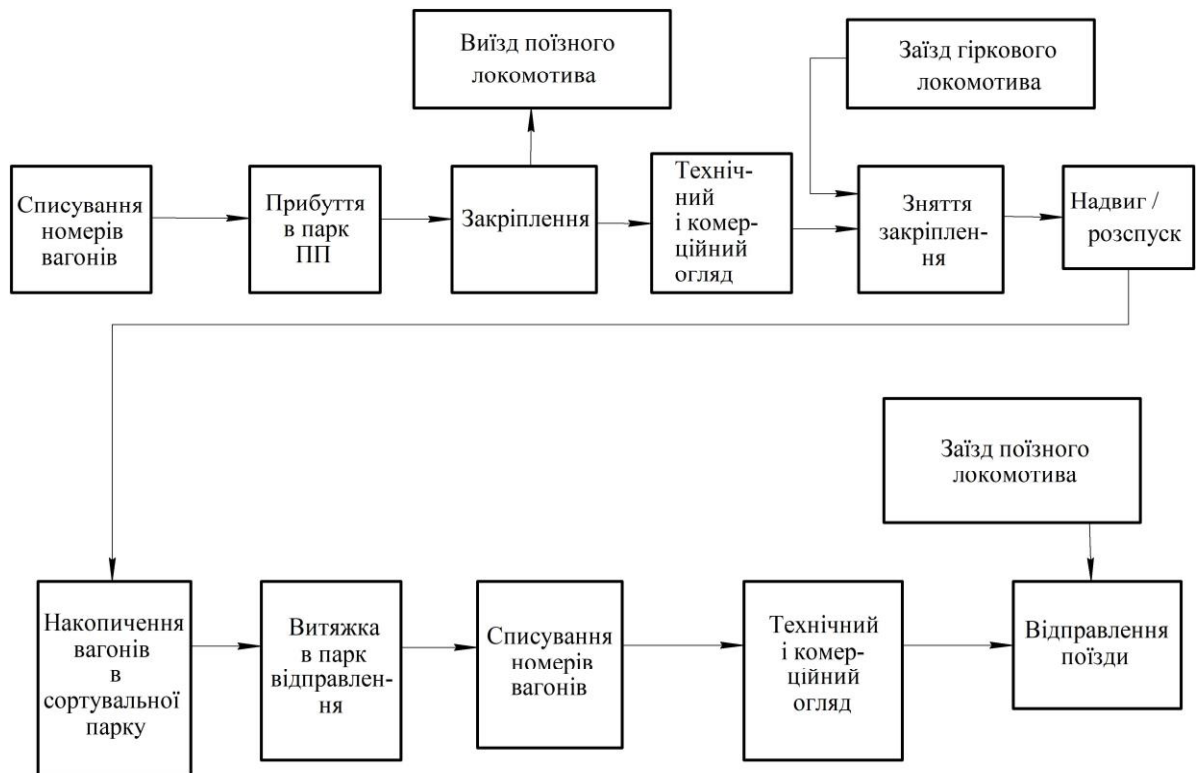 Виїзд поїзного
локомотива
Заїзд гіркового
локомотива
Списування
номерів
вагонів
Прибуття
в парк
ПП
Закріплення
Техніч-
ний
і комер-
ційний
огляд
Зняття
закріплен-
ня
Надвиг /
розспуск
Заїзд поїзного
локомотива
Накопичення
вагонів
в
сортувальної
парку
Витяжка
в парк
відправлен-
ня
Списування
номерів
вагонів
Технічний
і комер-
ційний
огляд
Відправлення
поїзди